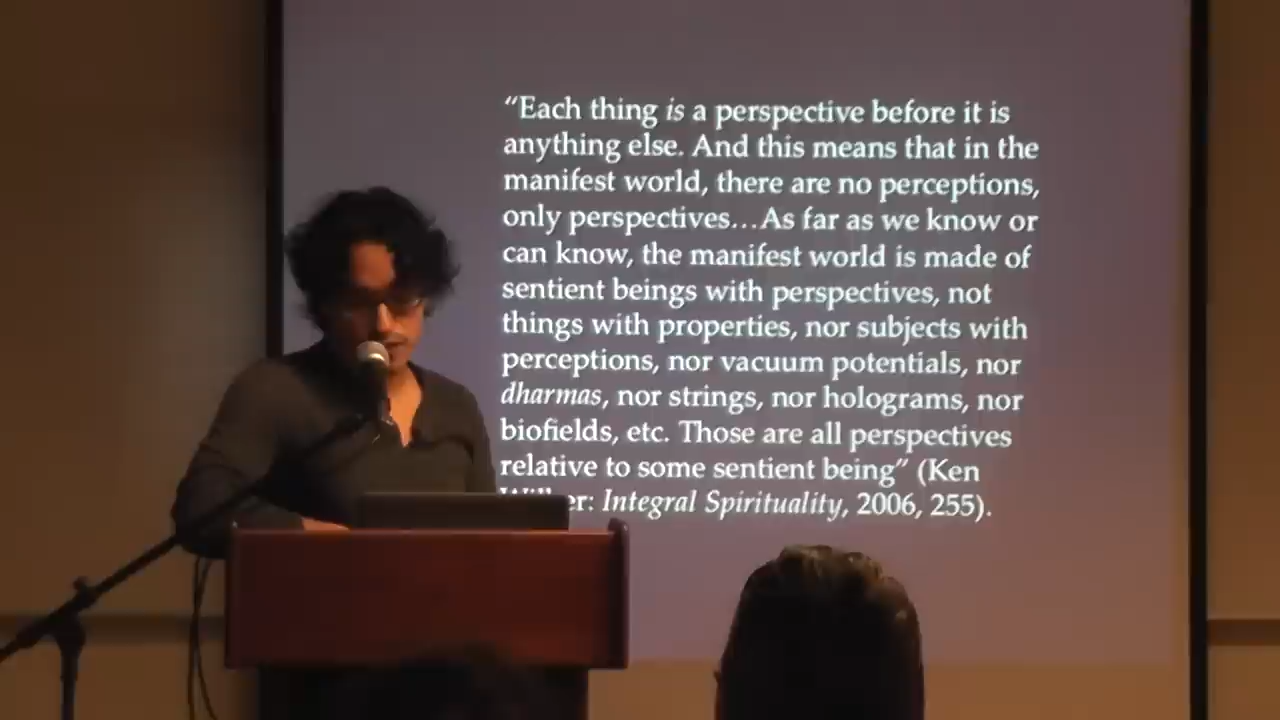 “Each thing is a perspective before it is
anything else. And this means that in the
manifest world, there are no perceptions,
only perspectives…As far as we know or
can know, the manifest world is made of
sentient beings with perspectives, not
things with properties, nor subjects with
perceptions, nor vacuum potentials, nor
dharmas, nor strings, nor holograms, nor
biofields, etc. Those are all perspectives
relative to some sentient being” (Ken
Integral Spirituality, 2006, 255).